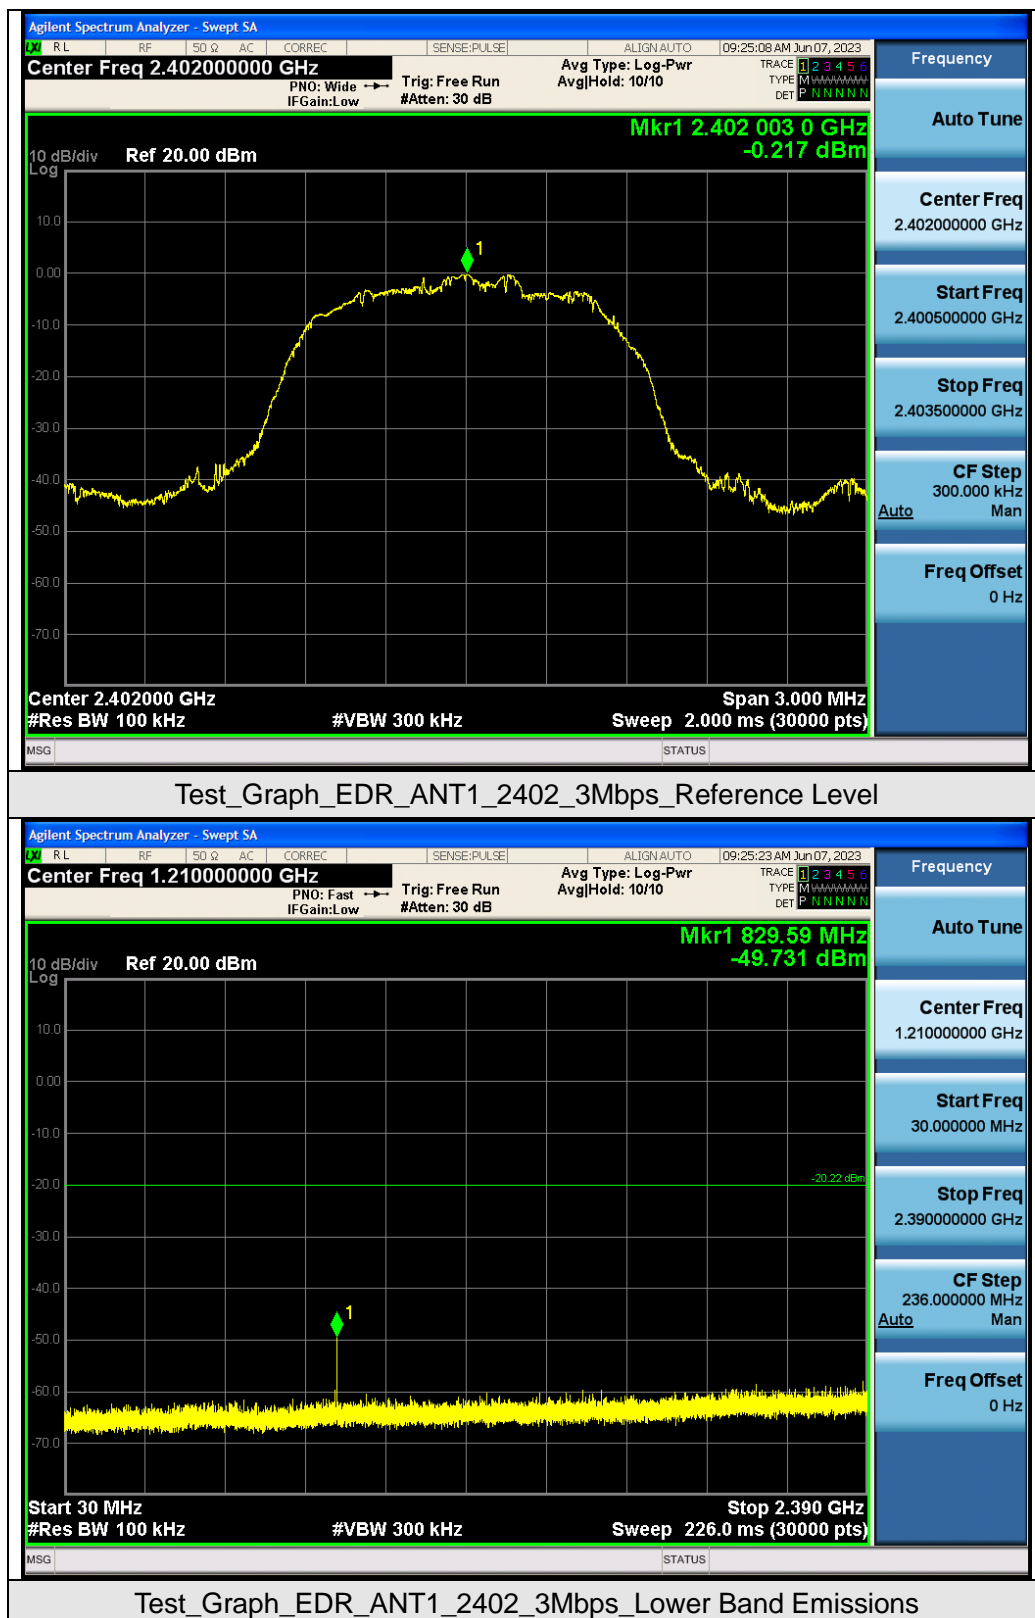 Agilent Spectrum Analyzer - Swept SA
LXI RL RF 50 Ω AC CORREC SENSE:PULSE ALIGN AUTO 09:25:08 AM Jun 07, 2023
Center Freq 2.402000000 GHz
PNO: Wide
IFGain:Low
Trig: Free Run
#Atten: 30 dB
Avg Type: Log-Pwr
Avg|Hold: 10/10
TRACE 1 2 3 4 5 6
TYPE M WWWWW
DET P N N N N N
Mkr1 2.402 003 0 GHz
-0.217 dBm
10 dB/div Ref 20.00 dBm
Log
10.0
0.00
-10.0
-20.0
-30.0
-40.0
-50.0
-60.0
-70.0
1
Center 2.402000 GHz Span 3.000 MHz
#Res BW 100 kHz #VBW 300 kHz Sweep 2.000 ms (30000 pts)
MSG STATUS
Frequency
Auto Tune
Center Freq
2.402000000 GHz
Start Freq
2.400500000 GHz
Stop Freq
2.403500000 GHz
CF Step
300.000 kHz
Auto Man
Freq Offset
0 Hz
Test_Graph_EDR_ANT1_2402_3Mbps_Reference Level
Agilent Spectrum Analyzer - Swept SA
LXI RL RF 50 Ω AC CORREC SENSE:PULSE ALIGN AUTO 09:25:23 AM Jun 07, 2023
Center Freq 1.210000000 GHz
PNO: Fast
IFGain:Low
Trig: Free Run
#Atten: 30 dB
Avg Type: Log-Pwr
Avg|Hold: 10/10
TRACE 1 2 3 4 5 6
TYPE M WWWWW
DET P N N N N N
Mkr1 829.59 MHz
-49.731 dBm
10 dB/div Ref 20.00 dBm
Log
10.0
0.00
-10.0
-20.0
-30.0
-40.0
-50.0
-60.0
-70.0
-20.22 dBm
1
Start 30 MHz Stop 2.390 GHz
#Res BW 100 kHz #VBW 300 kHz Sweep 226.0 ms (30000 pts)
MSG STATUS
Frequency
Auto Tune
Center Freq
1.210000000 GHz
Start Freq
30.000000 MHz
Stop Freq
2.390000000 GHz
CF Step
236.000000 MHz
Auto Man
Freq Offset
0 Hz
Test_Graph_EDR_ANT1_2402_3Mbps_Lower Band Emissions